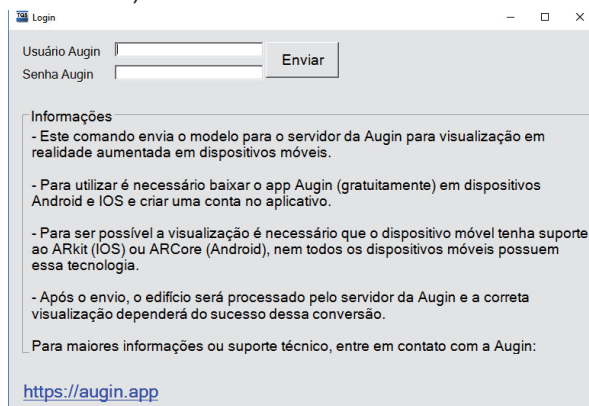 TQS Login
Usuário Augin
Enviar
Senha Augin
Informações
- Este comando envia o modelo para o servidor da Augin para visualização em
realidade aumentada em dispositivos móveis.
- Para utilizar é necessário baixar o app Augin (gratuitamente) em dispositivos
Android e IOS e criar uma conta no aplicativo.
- Para ser possível a visualização é necessário que o dispositivo móvel tenha suporte
ao ARkit (IOS) ou ARCore (Android), nem todos os dispositivos móveis possuem
essa tecnologia.
- Após o envio, o edifício será processado pelo servidor da Augin e a correta
visualização dependerá do sucesso dessa conversão.
Para maiores informações ou suporte técnico, entre em contato com a Augin:
https://augin.app